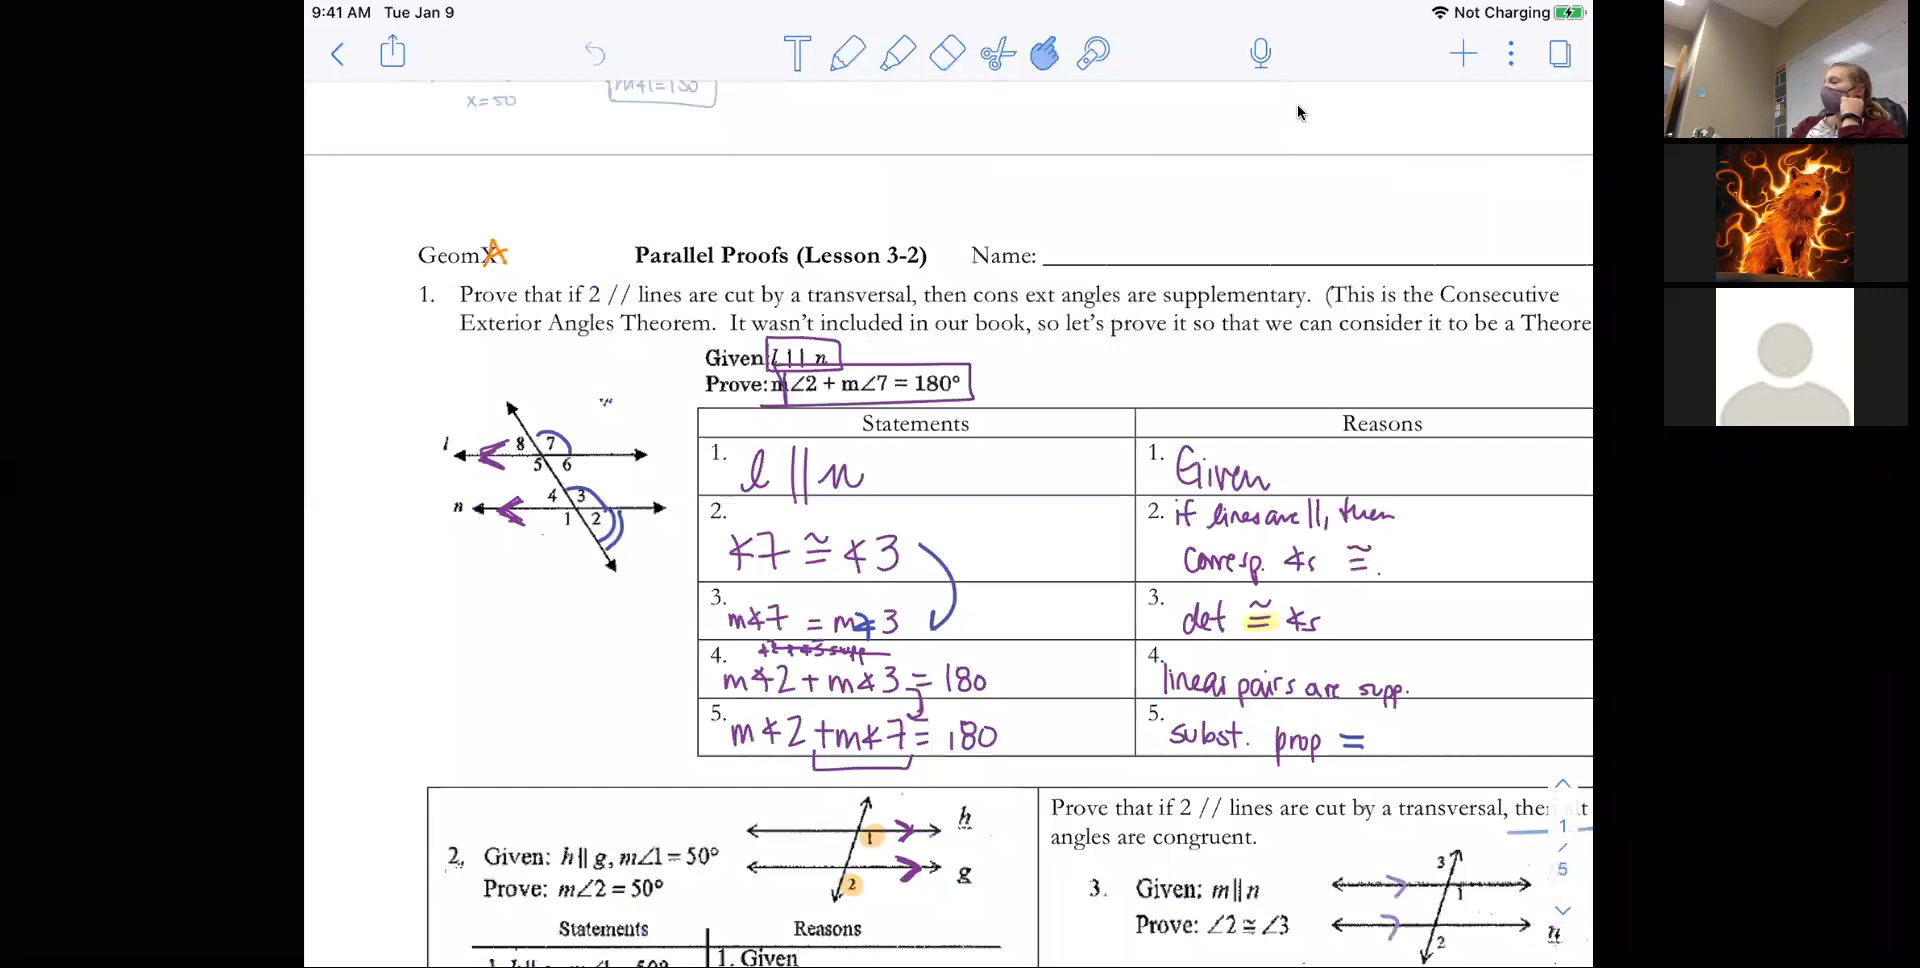 9:41 AM Tue Jan 9
Not Charging
x=50
m∡1=130
Geom A
Parallel Proofs (Lesson 3-2)
Name:
1. Prove that if 2 // lines are cut by a transversal, then cons ext angles are supplementary. (This is the Consecutive
Exterior Angles Theorem. It wasn't included in our book, so let's prove it so that we can consider it to be a Theore
Given l || n
Prove: m∠2 + m∠7 = 180°
Statements
Reasons
l
8 7
5 6
n
4 3
1 2
1. l || n
1. Given
2. ∡7 ≅ ∡3
2. if lines are ||, then
corresp. ∡s ≅.
3. m∡7 = m∡3
3. det ≅ ∡s
4. m∡2 + m∡3 = 180
4. linear pairs are supp.
5. m∡2 + m∡7 = 180
5. subst. prop =
2. Given: h || g, m∠1 = 50°
Prove: m∠2 = 50°
h
1
g
2
Statements
Reasons
1. Given
Prove that if 2 // lines are cut by a transversal, then alt
angles are congruent.
3. Given: m || n
Prove: ∠2 ≅ ∠3
3
1
2
n
1
/
5